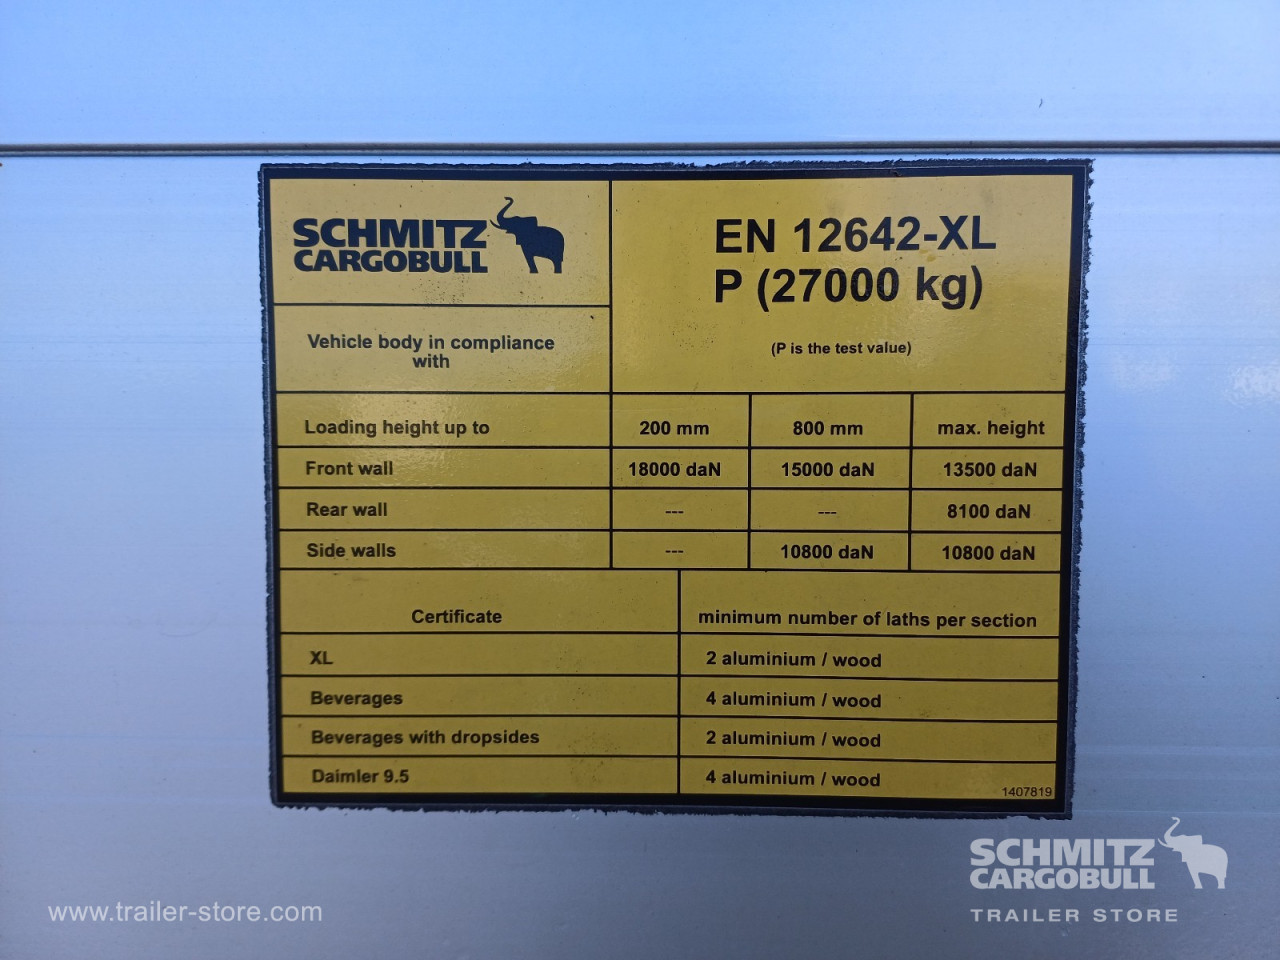 SCHMITZ
CARGOBULL
EN 12642-XL
P (27000 kg)
(P is the test value)
Vehicle body in compliance
with
Loading height up to 200 mm 800 mm max. height
Front wall 18000 daN 15000 daN 13500 daN
Rear wall --- --- 8100 daN
Side walls --- 10800 daN 10800 daN
Certificate minimum number of laths per section
XL 2 aluminium / wood
Beverages 4 aluminium / wood
Beverages with dropsides 2 aluminium / wood
Daimler 9.5 4 aluminium / wood
1407819
SCHMITZ
CARGOBULL
TRAILER STORE
www.trailer-store.com